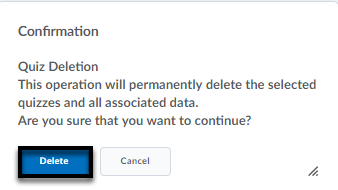 Confirmation
Quiz Deletion
This operation will permanently delete the selected
quizzes and all associated data.
Are you sure that you want to continue?
Delete
Cancel